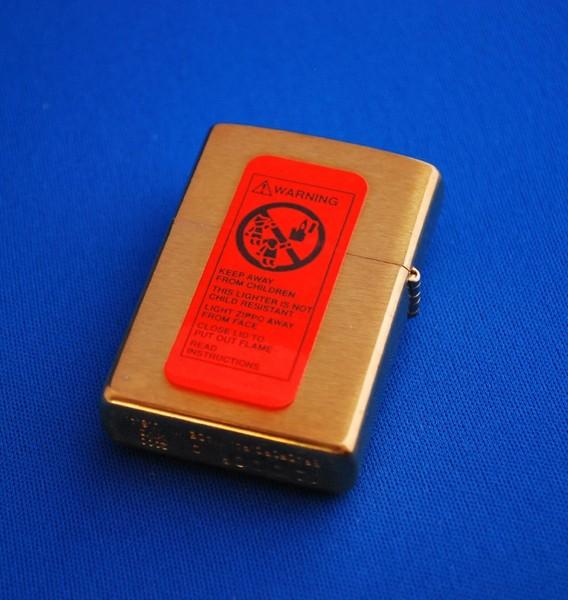 WARNING
KEEP AWAY
FROM CHILDREN
THIS LIGHTER IS NOT
CHILD RESISTANT
LIGHT ZIPPO AWAY
FROM FACE
CLOSE LID TO
PUT OUT FLAME
READ
INSTRUCTIONS